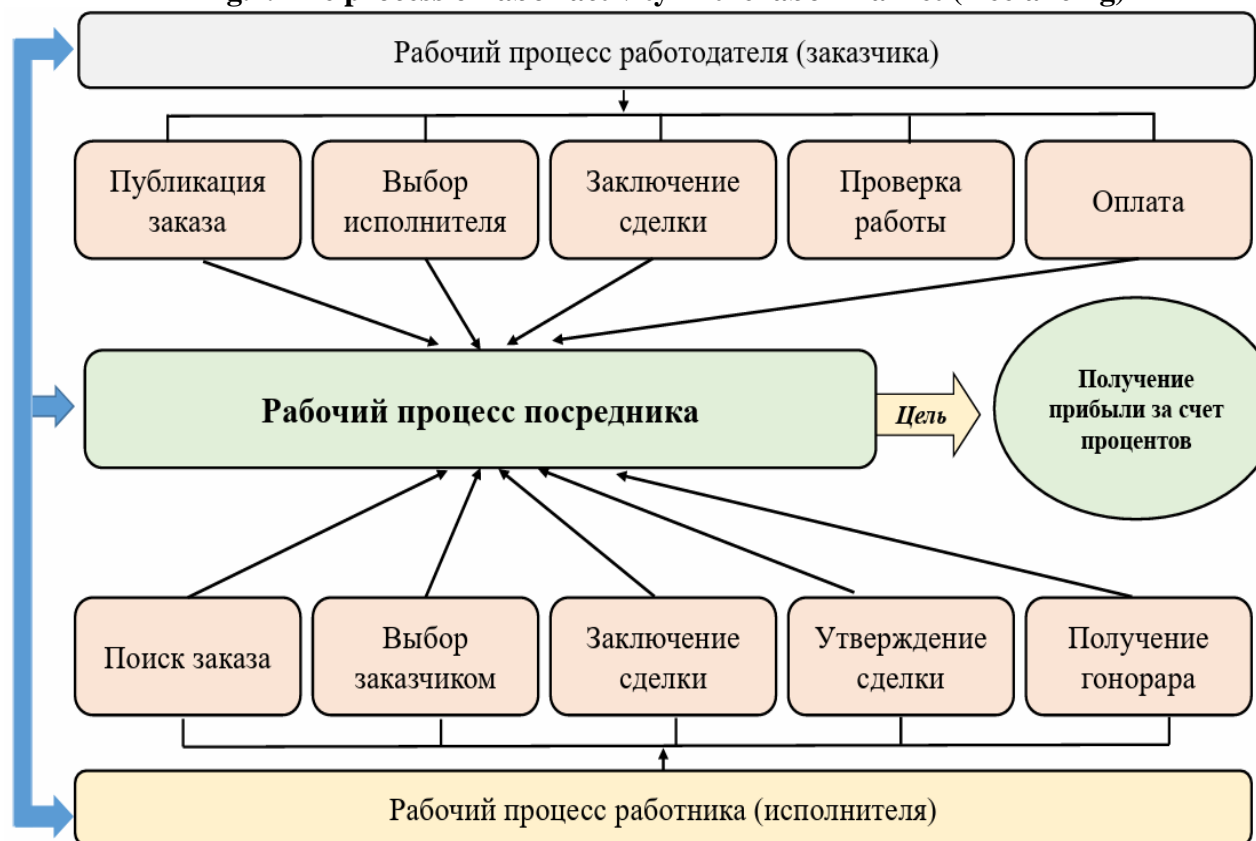 Рабочий процесс работодателя (заказчика)
Публикация
заказа
Выбор
исполнителя
Заключение
сделки
Проверка
работы
Оплата
Рабочий процесс посредника
Цель
Получение
прибыли за счет
процентов
Поиск заказа
Выбор
заказчиком
Заключение
сделки
Утверждение
сделки
Получение
гонорара
Рабочий процесс работника (исполнителя)